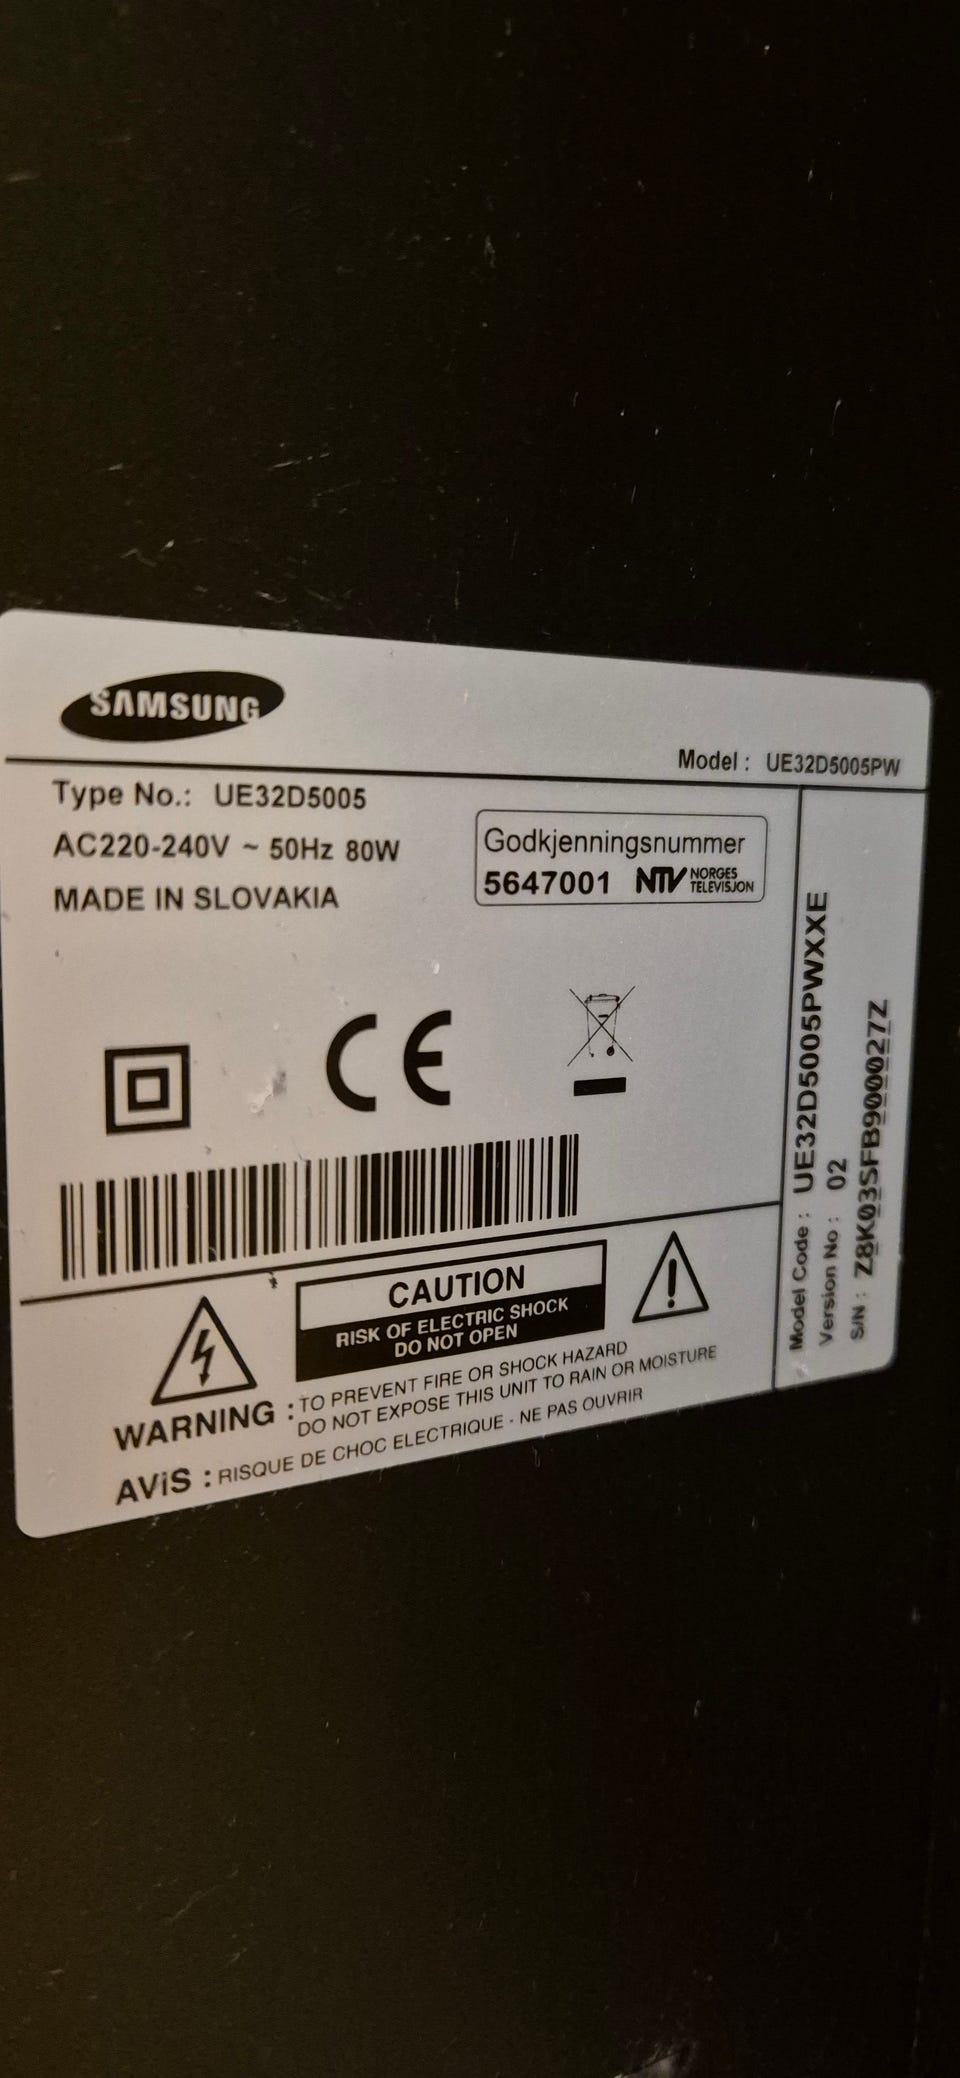 SAMSUNG
Model : UE32D5005PW
Type No.: UE32D5005
AC220-240V ~ 50Hz 80W
MADE IN SLOVAKIA
Godkjenningsnummer
5647001 NTV NORGES
TELEVISJON
CE
CAUTION
RISK OF ELECTRIC SHOCK
DO NOT OPEN
WARNING : TO PREVENT FIRE OR SHOCK HAZARD
DO NOT EXPOSE THIS UNIT TO RAIN OR MOISTURE
AViS : RISQUE DE CHOC ELECTRIQUE - NE PAS OUVRIR
Model Code : UE32D5005PWXXE
Version No : 02
S/N : Z8K03SFB900027Z